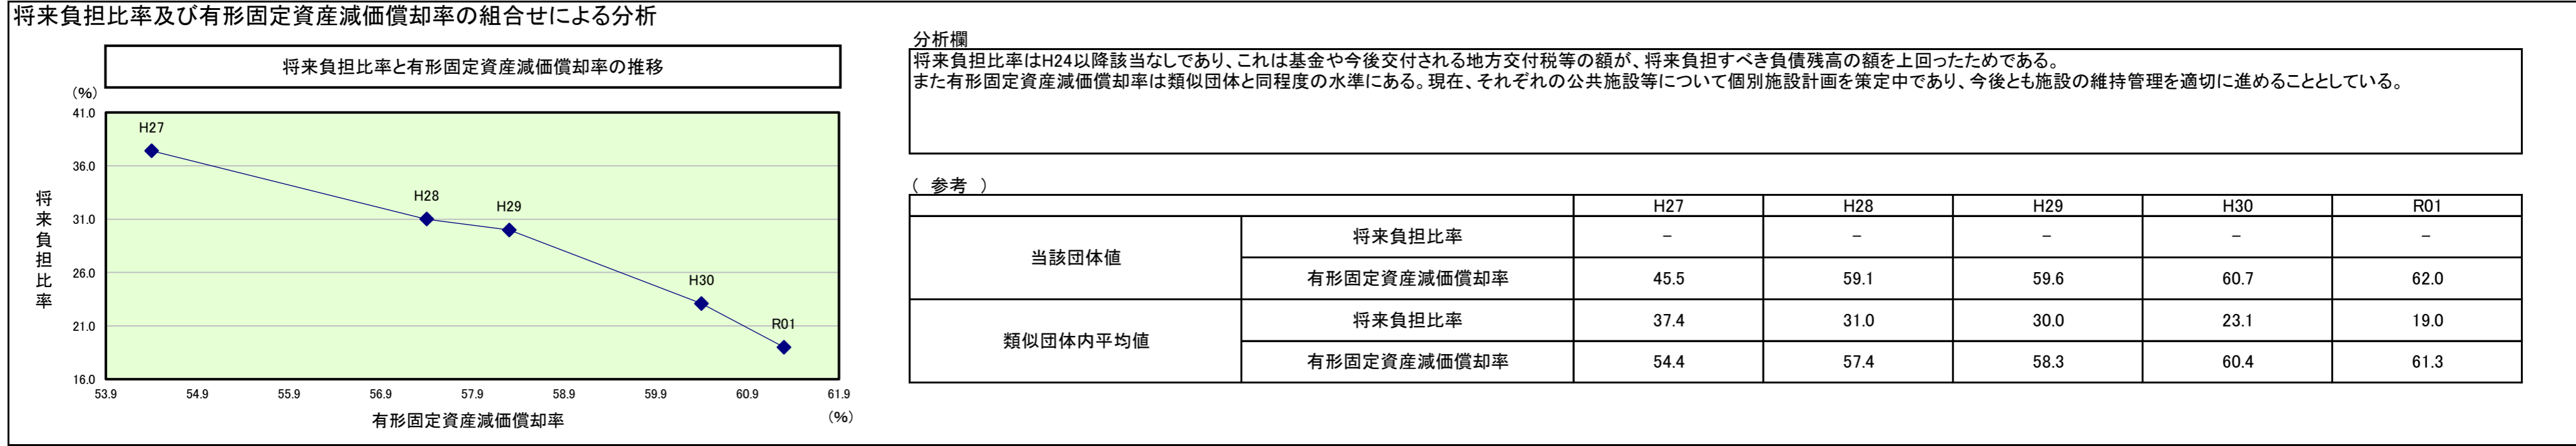 将来負担比率及び有形固定資産減価償却率の組合せによる分析
将来負担比率と有形固定資産減価償却率の推移
(%)
41.0
36.0
31.0
26.0
21.0
16.0
将来負担比率
H27
H28
H29
H30
R01
53.9 54.9 55.9 56.9 57.9 58.9 59.9 60.9 61.9
有形固定資産減価償却率
(%)
分析欄
将来負担比率はH24以降該当なしであり、これは基金や今後交付される地方交付税等の額が、将来負担すべき負債残高の額を上回ったためである。
また有形固定資産減価償却率は類似団体と同程度の水準にある。現在、それぞれの公共施設等について個別施設計画を策定中であり、今後とも施設の維持管理を適切に進めることとしている。
( 参考 )
H27 H28 H29 H30 R01
当該団体値
将来負担比率 － － － － －
有形固定資産減価償却率 45.5 59.1 59.6 60.7 62.0
類似団体内平均値
将来負担比率 37.4 31.0 30.0 23.1 19.0
有形固定資産減価償却率 54.4 57.4 58.3 60.4 61.3